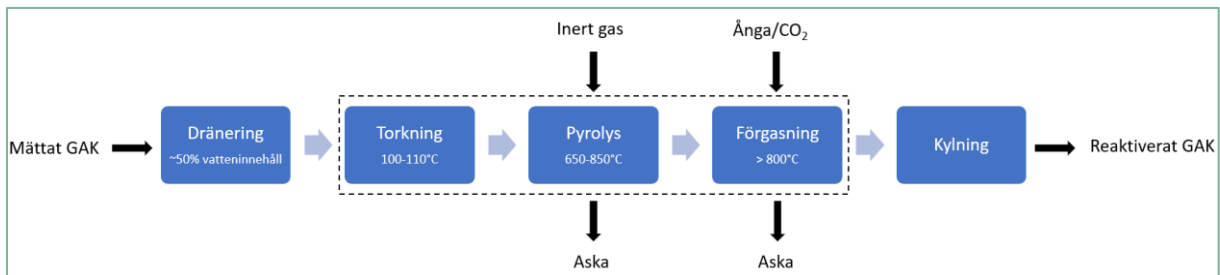 Inert gas
Ånga/CO₂
Mättat GAK
Dränering
~50% vatteninnehåll
Torkning
100-110°C
Pyrolys
650-850°C
Förgasning
> 800°C
Kylning
Reaktiverat GAK
Aska
Aska